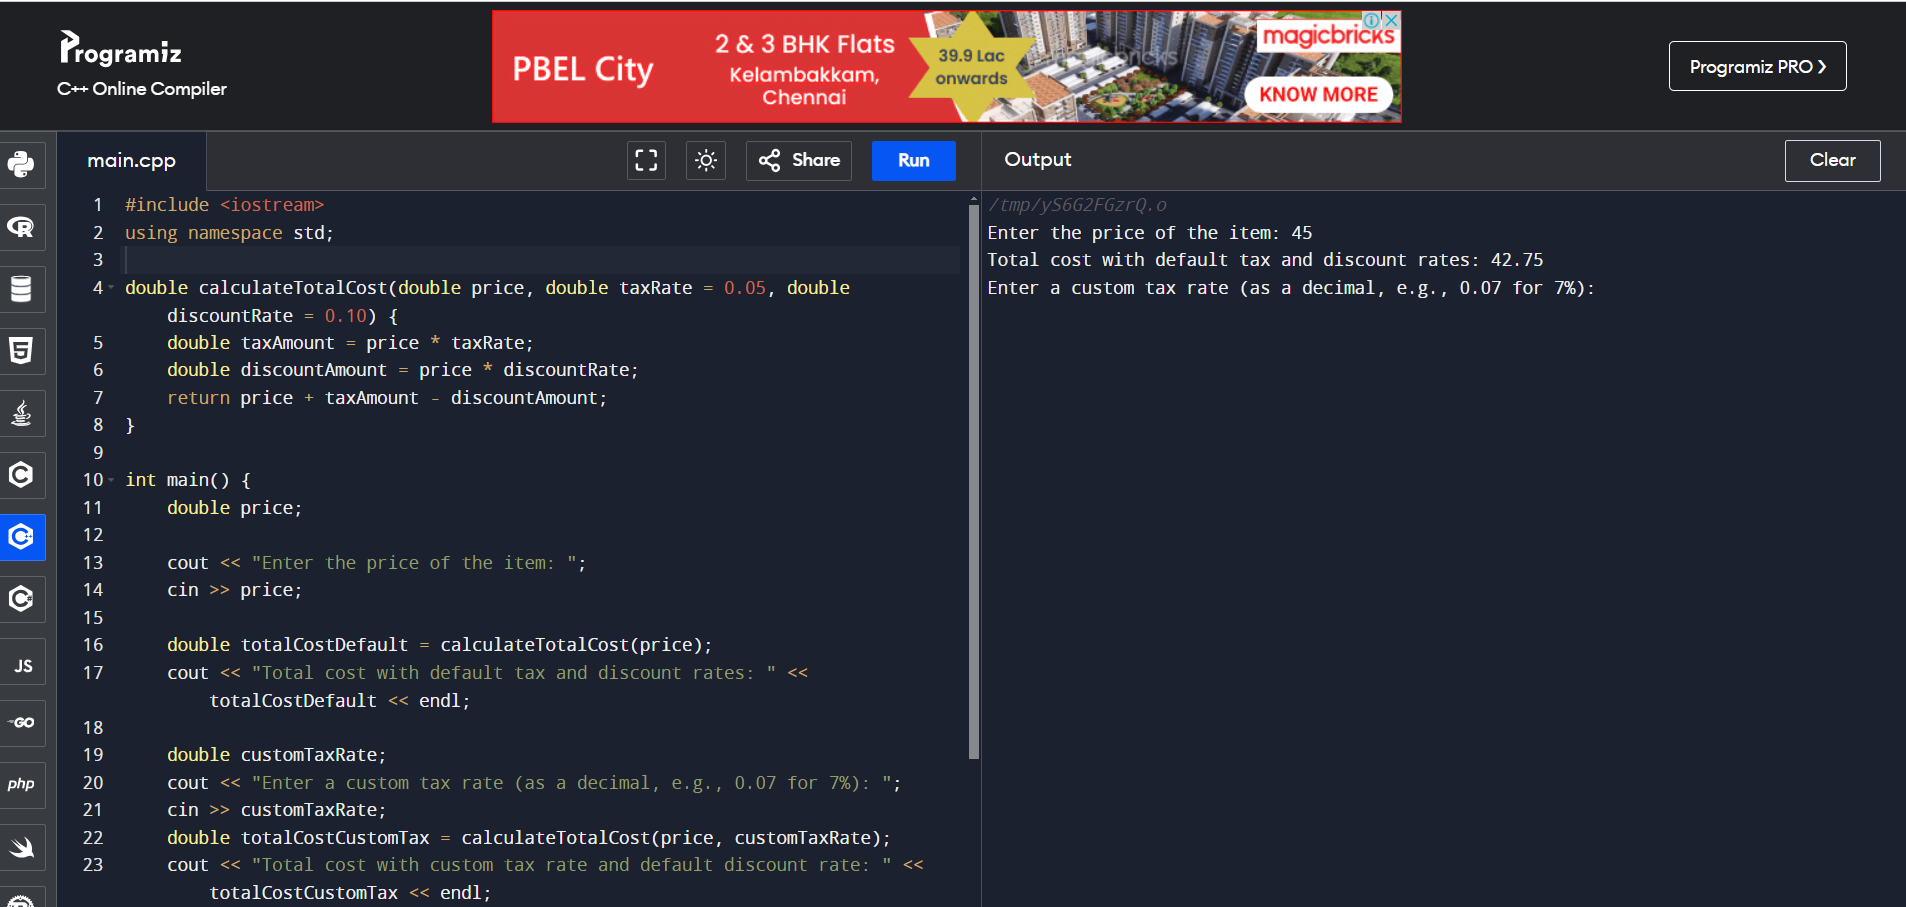 Programiz
C++ Online Compiler
PBEL City
2 & 3 BHK Flats
Kelambakkam,
Chennai
39.9 Lac
onwards
magicbricks
KNOW MORE
Programiz PRO
main.cpp
Share
Run
Output
Clear
1 #include <iostream>
2 using namespace std;
3
4 double calculateTotalCost(double price, double taxRate = 0.05, double
discountRate = 0.10) {
5 double taxAmount = price * taxRate;
6 double discountAmount = price * discountRate;
7 return price + taxAmount - discountAmount;
8 }
9
10 int main() {
11 double price;
12
13 cout << "Enter the price of the item: ";
14 cin >> price;
15
16 double totalCostDefault = calculateTotalCost(price);
17 cout << "Total cost with default tax and discount rates: " <<
totalCostDefault << endl;
18
19 double customTaxRate;
20 cout << "Enter a custom tax rate (as a decimal, e.g., 0.07 for 7%): ";
21 cin >> customTaxRate;
22 double totalCostCustomTax = calculateTotalCost(price, customTaxRate);
23 cout << "Total cost with custom tax rate and default discount rate: " <<
totalCostCustomTax << endl;
/tmp/yS6G2FGzrQ.o
Enter the price of the item: 45
Total cost with default tax and discount rates: 42.75
Enter a custom tax rate (as a decimal, e.g., 0.07 for 7%):
R
5
C
C++
C#
JS
GO
php